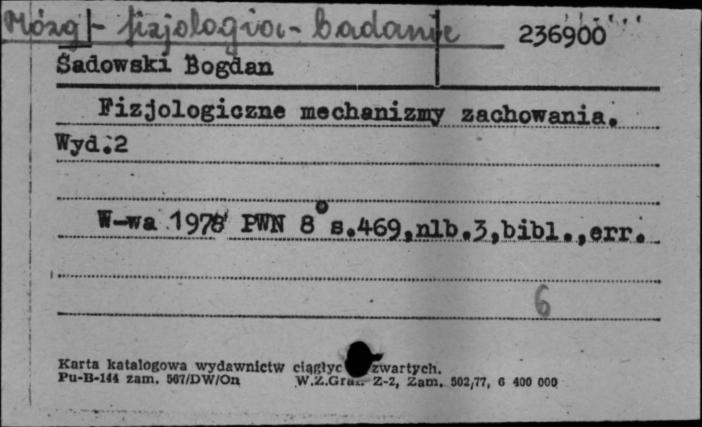 Mózg - fizjologia - badanie
236900
Sadowski Bogdan
Fizjologiczne mechanizmy zachowania.
Wyd.2
W-wa 1978 PWN 8° s.469,nlb.3,bibl.,err.
6
Karta katalogowa wydawnictw ciągłyc zwartych.
Pu-B-144 zam. 567/DW/On W.Z.Graf. Z-2, Zam. 502/77, 6 400 000